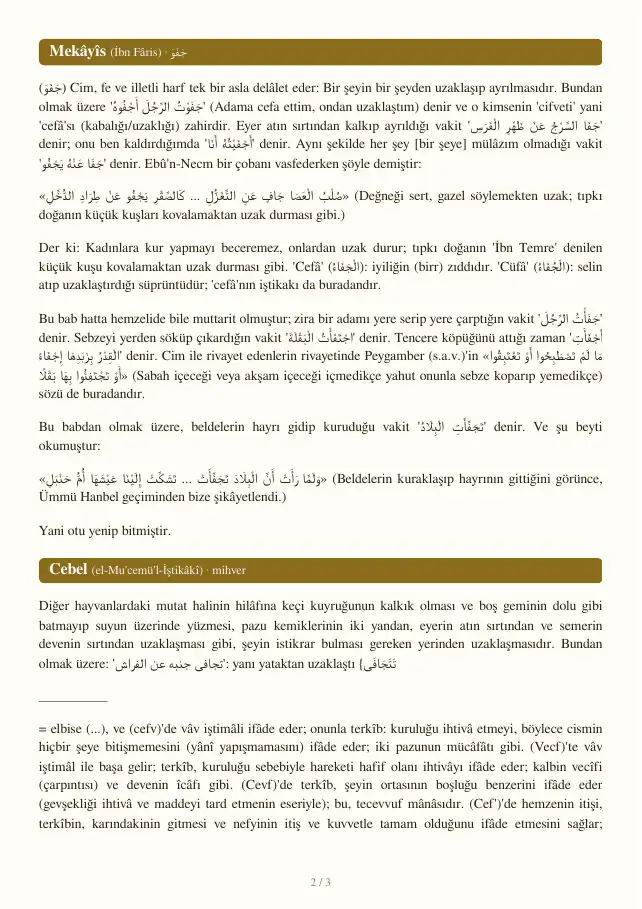 Mekâyîs (İbn Fâris) · جَفَوَ
(جَفَوَ) Cim, fe ve illetli harf tek bir asla delâlet eder: Bir şeyin bir şeyden uzaklaşıp ayrılmasıdır. Bundan
olmak üzere 'جَفَوْتُ الرَّجُلَ أَجْفُوهُ' (Adama cefa ettim, ondan uzaklaştım) denir ve o kimsenin 'cifveti' yani
'cefâ'sı (kabalığı/uzaklığı) zahirdir. Eyer atın sırtından kalkıp ayrıldığı vakit 'جَفَا السَّرْجُ عَنْ ظَهْرِ الْفَرَسِ'
denir; onu ben kaldırdığımda 'أَجْفَيْتُهُ أَنَا' denir. Aynı şekilde her şey [bir şeye] mülâzım olmadığı vakit
'جَفَا عَنْهُ يَجْفُو' denir. Ebû'n-Necm bir çobanı vasfederken şöyle demiştir:
«صُلْبُ الْعَصَا جَافٍ عَنِ التَّغَزُّلِ ... كَالصَّقْرِ يَجْفُو عَنْ طِرَادِ الدُّخَّلِ» (Değneği sert, gazel söylemekten uzak; tıpkı
doğanın küçük kuşları kovalamaktan uzak durması gibi.)
Der ki: Kadınlara kur yapmayı beceremez, onlardan uzak durur; tıpkı doğanın 'İbn Temre' denilen
küçük kuşu kovalamaktan uzak durması gibi. 'Cefâ' (الْجَفَاءُ): iyiliğin (birr) zıddıdır. 'Cüfâ' (الْجُفَاءُ): selin
atıp uzaklaştırdığı süprüntüdür; 'cefâ'nın iştikakı da buradandır.
Bu bab hatta hemzelide bile muttarit olmuştur; zira bir adamı yere serip yere çarptığın vakit 'جَفَأْتُ الرَّجُلَ'
denir. Sebzeyi yerden söküp çıkardığın vakit 'اجْتَفَأْتُ الْبَقْلَةَ' denir. Tencere köpüğünü attığı zaman 'أَجْفَأَتِ
الْقِدْرُ بِزَبَدِهَا إِجْفَاءً' denir. Cim ile rivayet edenlerin rivayetinde Peygamber (s.a.v.)'in «مَا لَمْ تَصْطَبِحُوا أَوْ تَغْتَبِقُوا
أَوْ تَجْتَفِئُوا بِهَا بَقْلًا» (Sabah içeceği veya akşam içeceği içmedikçe yahut onunla sebze koparıp yemedikçe)
sözü de buradandır.
Bu babdan olmak üzere, beldelerin hayrı gidip kuruduğu vakit 'تَجَفَّأَتِ الْبِلَادُ' denir. Ve şu beyti
okumuştur:
«وَلَمَّا رَأَتْ أَنَّ الْبِلَادَ تَجَفَّأَتْ ... تَشَكَّتْ إِلَيْنَا عَيْشَهَا أُمُّ حَنْبَلِ» (Beldelerin kuraklaşıp hayrının gittiğini görünce,
Ümmü Hanbel geçiminden bize şikâyetlendi.)
Yani otu yenip bitmiştir.
Cebel (el-Mu'cemü'l-İştikâkî) · mihver
Diğer hayvanlardaki mutat halinin hilâfına keçi kuyruğunun kalkık olması ve boş geminin dolu gibi
batmayıp suyun üzerinde yüzmesi, pazu kemiklerinin iki yandan, eyerin atın sırtından ve semerin
devenin sırtından uzaklaşması gibi, şeyin istikrar bulması gereken yerinden uzaklaşmasıdır. Bundan
olmak üzere: 'تجافى جنبه عن الفراش': yanı yataktan uzaklaştı {تَتَجَافَى
= elbise (...), ve (cefv)'de vâv iştimâli ifâde eder; onunla terkîb: kuruluğu ihtivâ etmeyi, böylece cismin
hiçbir şeye bitişmemesini (yânî yapışmamasını) ifâde eder; iki pazunun mücâfâtı gibi. (Vecf)'te vâv
iştimâl ile başa gelir; terkîb, kuruluğu sebebiyle hareketi hafif olanı ihtivâyı ifâde eder; kalbin vecîfi
(çarpıntısı) ve devenin îcâfı gibi. (Cevf)'de terkîb, şeyin ortasının boşluğu benzerini ifâde eder
(gevşekliği ihtivâ ve maddeyi tard etmenin eseriyle); bu, tecevvuf mânâsıdır. (Cef')'de hemzenin itişi,
terkîbin, karındakinin gitmesi ve nefyinin itiş ve kuvvetle tamam olduğunu ifâde etmesini sağlar;
2 / 3